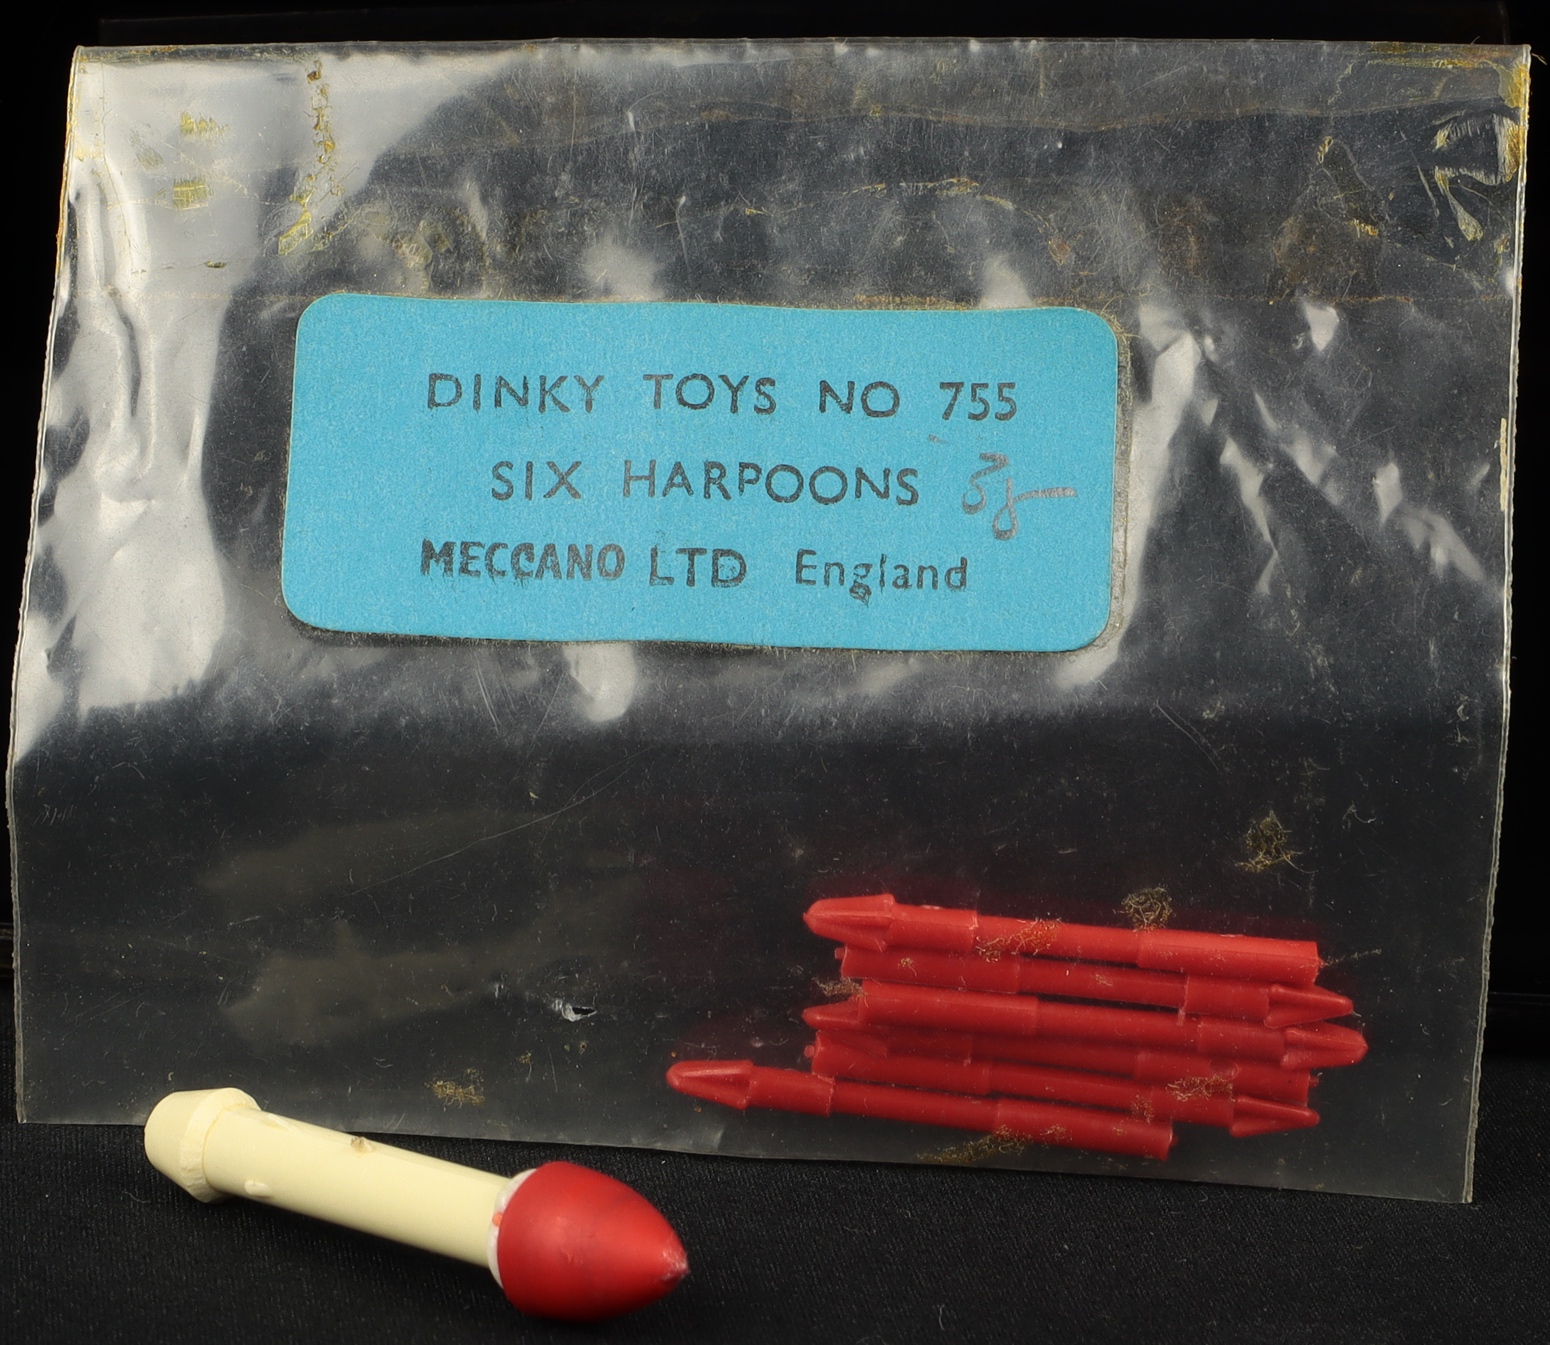 DINKY TOYS NO 755
SIX HARPOONS
MECCANO LTD England